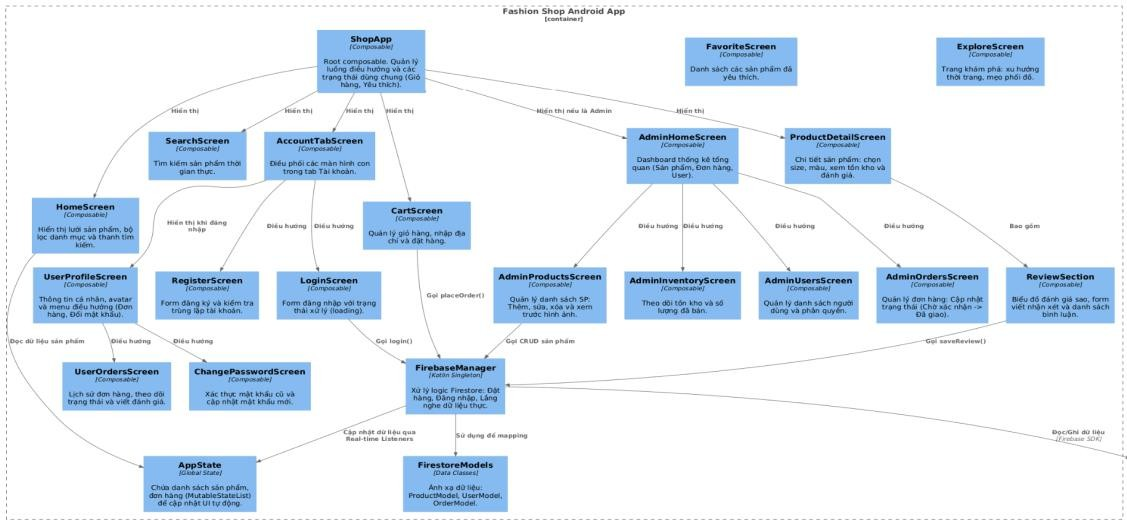 Fashion Shop Android App
[container]
ShopApp
[Composable]
Root composable. Quản lý
luồng điều hướng và các
trạng thái dùng chung (Giỏ
hàng, Yêu thích).
FavoriteScreen
[Composable]
Danh sách các sản phẩm đã
yêu thích.
ExploreScreen
[Composable]
Trang khám phá: xu hướng
thời trang, mẹo phối đồ.
Hiển thị
Hiển thị
Hiển thị
Hiển thị
Hiển thị nếu là Admin
Hiển thị
SearchScreen
[Composable]
Tìm kiếm sản phẩm thời
gian thực.
AccountTabScreen
[Composable]
Điều phối các màn hình con
trong tab Tài khoản.
AdminHomeScreen
[Composable]
Dashboard thống kê tổng
quan (Sản phẩm, Đơn hàng,
User).
ProductDetailScreen
[Composable]
Chi tiết sản phẩm: chọn
size, màu, xem tồn kho và
đánh giá.
HomeScreen
[Composable]
Hiển thị lưới sản phẩm, bộ
lọc danh mục và thanh tìm
kiếm.
CartScreen
[Composable]
Quản lý giỏ hàng, nhập địa
chỉ và đặt hàng.
Hiển thị khi đăng
nhập
Điều hướng
Điều hướng
Điều hướng
Điều hướng
Điều hướng
Điều hướng
Bao gồm
UserProfileScreen
[Composable]
Thông tin cá nhân, avatar
và menu điều hướng (Đơn
hàng, Đổi mật khẩu).
RegisterScreen
[Composable]
Form đăng ký và kiểm tra
trùng lặp tài khoản.
LoginScreen
[Composable]
Form đăng nhập với trạng
thái xử lý (loading).
Gọi placeOrder()
AdminProductsScreen
[Composable]
Quản lý danh sách SP:
Thêm, sửa, xóa và xem
trước hình ảnh.
AdminInventoryScreen
[Composable]
Theo dõi tồn kho và số
lượng đã bán.
AdminUsersScreen
[Composable]
Quản lý danh sách người
dùng và phân quyền.
AdminOrdersScreen
[Composable]
Quản lý đơn hàng: Cập nhật
trạng thái (Chờ xác nhận ->
Đã giao).
ReviewSection
[Composable]
Biểu đồ đánh giá sao, form
viết nhận xét và danh sách
bình luận.
Đọc dữ liệu sản phẩm
Điều hướng
Điều hướng
Gọi login()
Gọi CRUD sản phẩm
Gọi saveReview()
UserOrdersScreen
[Composable]
Lịch sử đơn hàng, theo dõi
trạng thái và viết đánh giá.
ChangePasswordScreen
[Composable]
Xác thực mật khẩu cũ và
cập nhật mật khẩu mới.
FirebaseManager
[Kotlin Singleton]
Xử lý logic Firestore: Đặt
hàng, Đăng nhập, Lắng
nghe dữ liệu thực.
Cập nhật dữ liệu qua
Real-time Listeners
Sử dụng để mapping
Đọc/Ghi dữ liệu
[Firebase SDK]
AppState
[Global State]
Chứa danh sách sản phẩm,
đơn hàng (MutableStateList)
để cập nhật UI tự động.
FirestoreModels
[Data Classes]
Ánh xạ dữ liệu:
ProductModel, UserModel,
OrderModel.